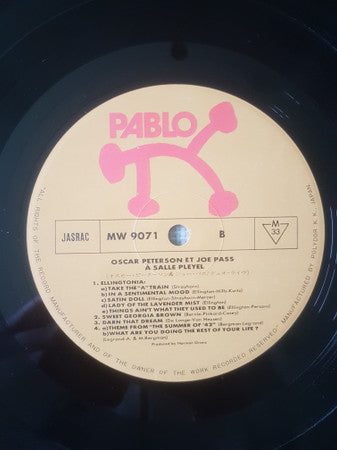 PABLO
JASRAC
MW 9071
B
M
33
OSCAR PETERSON ET JOE PASS
À SALLE PLEYEL
1. ELLINGTONIA:
a) TAKE THE "A" TRAIN (Strayhorn)
b) IN A SENTIMENTAL MOOD (Ellington-Mills-Kurtz)
c) SATIN DOLL (Ellington-Strayhorn-Mercer)
d) LADY OF THE LAVENDER MIST (Ellington)
e) THINGS AIN'T WHAT THEY USED TO BE (Ellington-Persons)
2. SWEET GEORGIA BROWN (Bernie-Pinkard-Casey)
3. DARN THAT DREAM (De Lange-Van Heusen)
4. a) THEME FROM "THE SUMMER OF '42" (Bergman-Legrand)
b) WHAT ARE YOU DOING THE REST OF YOUR LIFE?
(Legrand-A. & M. Bergman)
Produced by Norman Granz
"ALL RIGHTS OF THE RECORD MANUFACTURER AND OF THE OWNER OF THE WORK RECORDED RESERVED" MANUFACTURED BY POLYDOR K.K., JAPAN